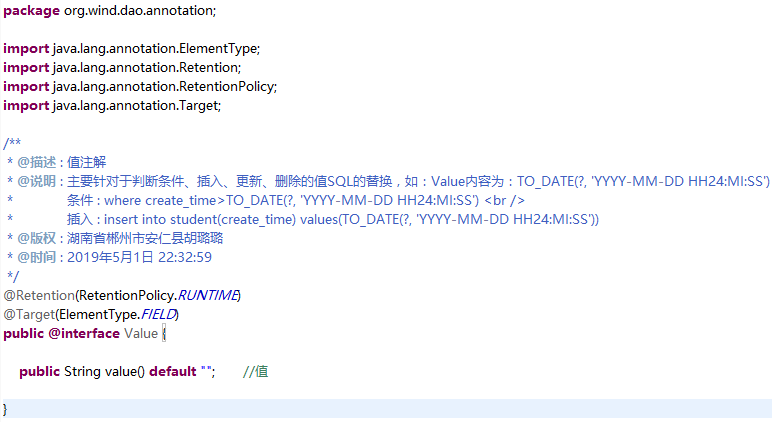 package org.wind.dao.annotation;
import java.lang.annotation.ElementType;
import java.lang.annotation.Retention;
import java.lang.annotation.RetentionPolicy;
import java.lang.annotation.Target;
/**
 * @描述 : 值注解
 * @说明 : 主要针对于判断条件、插入、更新、删除的值SQL的替换，如：Value内容为：TO_DATE(?, 'YYYY-MM-DD HH24:MI:SS')
 * 条件 : where create_time>TO_DATE(?, 'YYYY-MM-DD HH24:MI:SS') <br />
 * 插入 : insert into student(create_time) values(TO_DATE(?, 'YYYY-MM-DD HH24:MI:SS'))
 * @版权 : 湖南省郴州市安仁县胡璐璐
 * @时间 : 2019年5月1日 22:32:59
 */
@Retention(RetentionPolicy.RUNTIME)
@Target(ElementType.FIELD)
public @interface Value {
public String value() default ""; //值
}